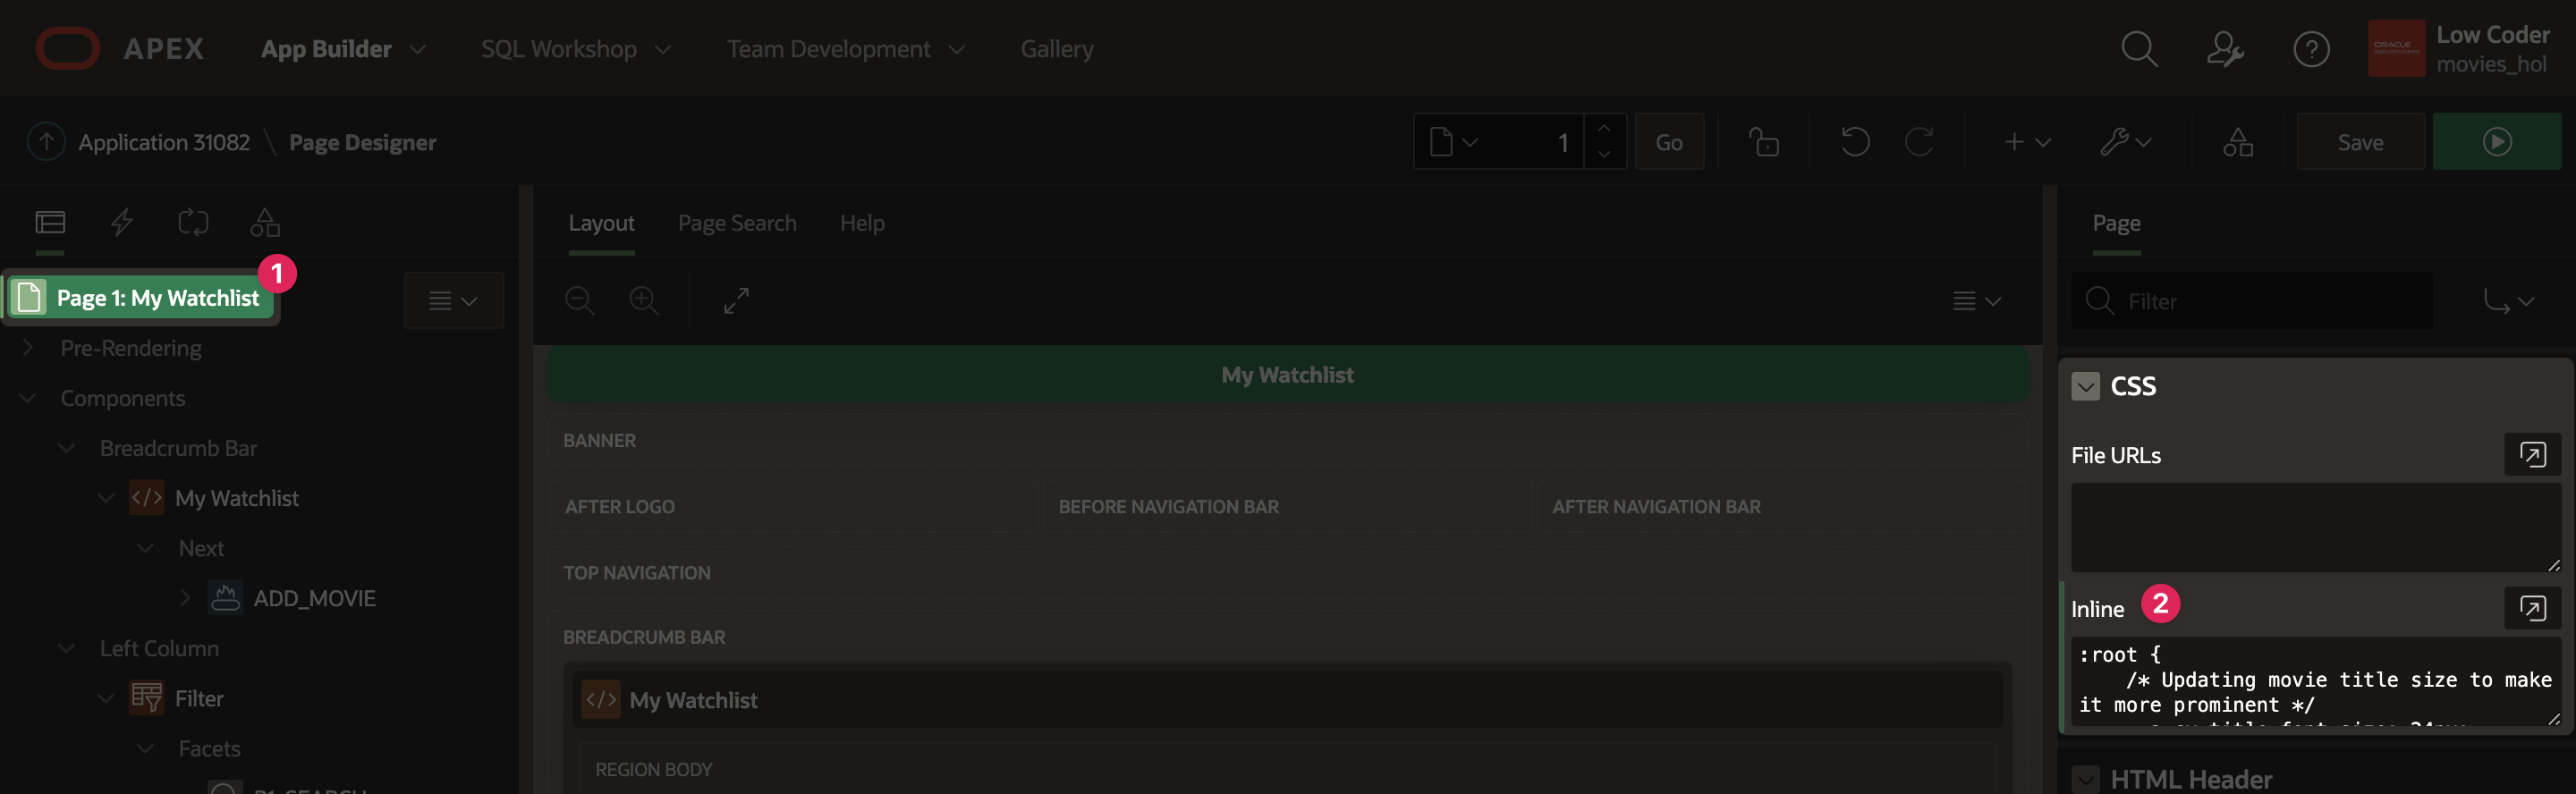 APEX App Builder SQL Workshop Team Development Gallery
Low Coder
movies_hol
ORACLE
Application 31082 \ Page Designer
1 Go Save
Layout Page Search Help
Page
Page 1: My Watchlist 1
Filter
Pre-Rendering
Components
Breadcrumb Bar
</> My Watchlist
Next
ADD_MOVIE
Left Column
Filter
Facets
My Watchlist
BANNER
AFTER LOGO BEFORE NAVIGATION BAR AFTER NAVIGATION BAR
TOP NAVIGATION
BREADCRUMB BAR
</> My Watchlist
REGION BODY
CSS
File URLs
Inline 2
:root {
/* Updating movie title size to make
it more prominent */
HTML Header